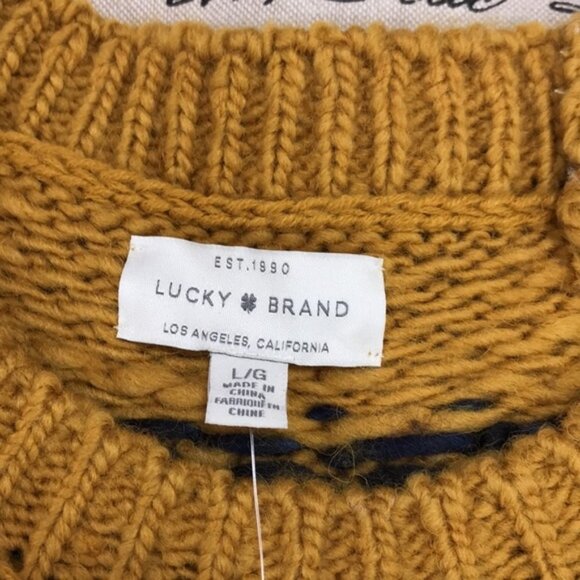 EST.1990
LUCKY BRAND
LOS ANGELES, CALIFORNIA
L/G
MADE IN
CHINA
FABRIQUÉ EN
CHINE